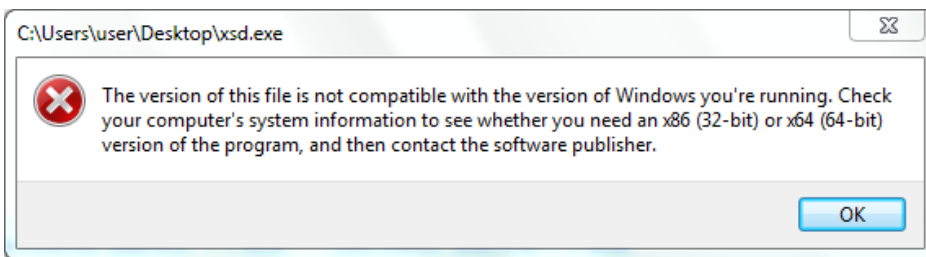 C:\Users\user\Desktop\xsd.exe
The version of this file is not compatible with the version of Windows you're running. Check
your computer's system information to see whether you need an x86 (32-bit) or x64 (64-bit)
version of the program, and then contact the software publisher.
OK